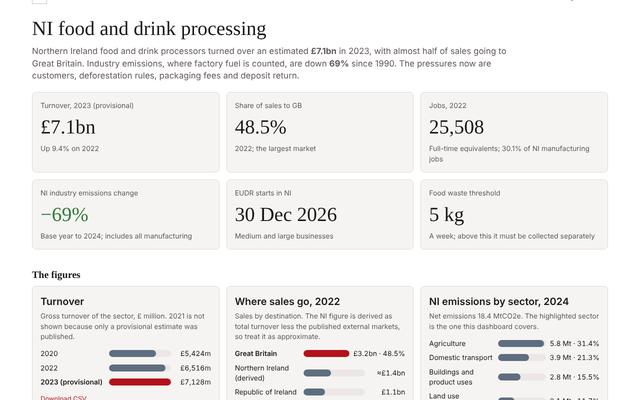 NI food and drink processing
Northern Ireland food and drink processors turned over an estimated £7.1bn in 2023, with almost half of sales going to
Great Britain. Industry emissions, where factory fuel is counted, are down 69% since 1990. The pressures now are
customers, deforestation rules, packaging fees and deposit return.
Turnover, 2023 (provisional)
£7.1bn
Up 9.4% on 2022
Share of sales to GB
48.5%
2022; the largest market
Jobs, 2022
25,508
Full-time equivalents; 30.1% of NI manufacturing
jobs
NI industry emissions change
−69%
Base year to 2024; includes all manufacturing
EUDR starts in NI
30 Dec 2026
Medium and large businesses
Food waste threshold
5 kg
A week; above this it must be collected separately
The figures
Turnover
Gross turnover of the sector, £ million. 2021 is not
shown because only a provisional estimate was
published.
2020 £5,424m
2022 £6,516m
2023 (provisional) £7,128m
Download CSV
Where sales go, 2022
Sales by destination. The NI figure is derived as
total turnover less the published external markets,
so treat it as approximate.
Great Britain £3.2bn · 48.5%
Northern Ireland
(derived) ≈£1.4bn
Republic of Ireland £1.1bn
NI emissions by sector, 2024
Net emissions 18.4 MtCO2e. The highlighted sector
is the one this dashboard covers.
Agriculture 5.8 Mt · 31.4%
Domestic transport 3.9 Mt · 21.3%
Buildings and
product uses 2.8 Mt · 15.5%
Land use